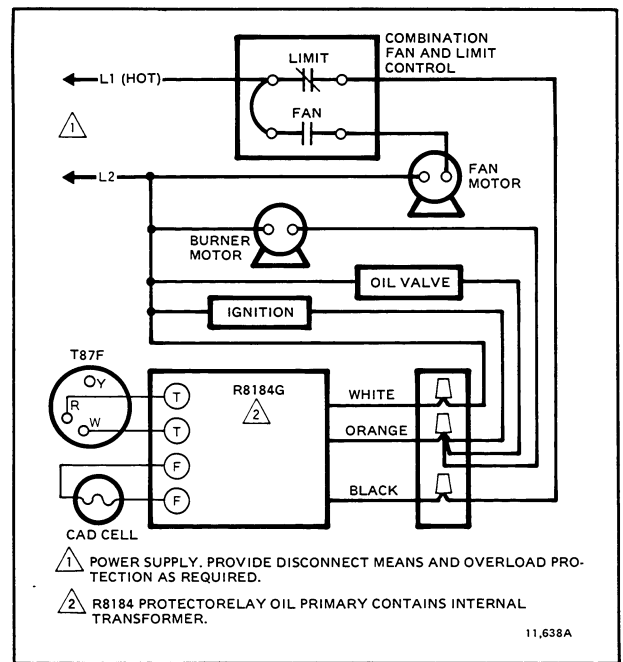 COMBINATION
FAN AND LIMIT
CONTROL
LIMIT
L1 (HOT)
FAN
1
L2
FAN
MOTOR
BURNER
MOTOR
OIL VALVE
IGNITION
T87F
Y
R
W
T
T
F
F
R8184G
2
WHITE
ORANGE
BLACK
CAD CELL
1 POWER SUPPLY. PROVIDE DISCONNECT MEANS AND OVERLOAD PRO-
TECTION AS REQUIRED.
2 R8184 PROTECTORELAY OIL PRIMARY CONTAINS INTERNAL
TRANSFORMER.
11,638A